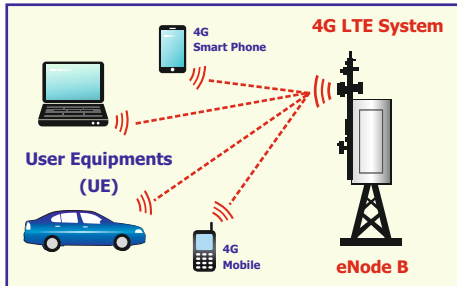 4G
Smart Phone
4G LTE System
User Equipments
(UE)
4G
Mobile
eNode B